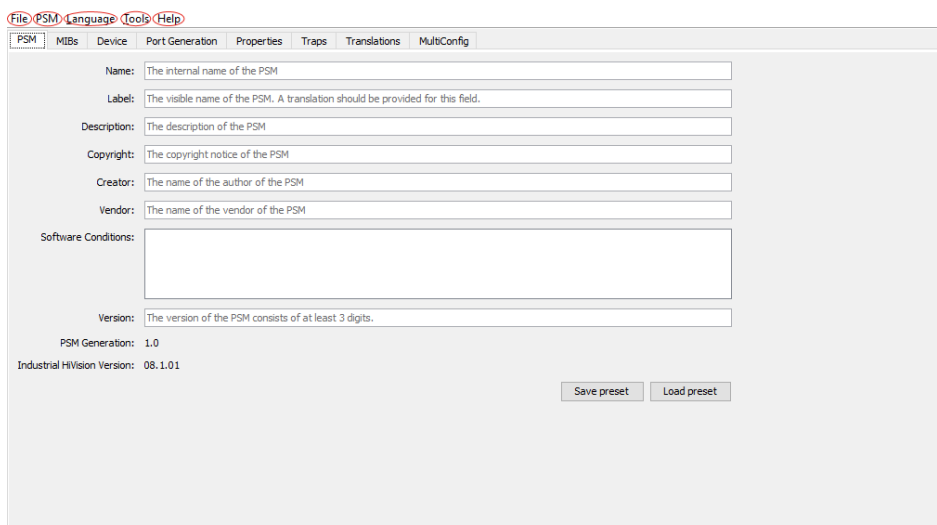 File PSM Language Tools Help
PSM MIBs Device Port Generation Properties Traps Translations MultiConfig
Name: The internal name of the PSM
Label: The visible name of the PSM. A translation should be provided for this field.
Description: The description of the PSM
Copyright: The copyright notice of the PSM
Creator: The name of the author of the PSM
Vendor: The name of the vendor of the PSM
Software Conditions:
Version: The version of the PSM consists of at least 3 digits.
PSM Generation: 1.0
Industrial HiVision Version: 08.1.01
Save preset Load preset